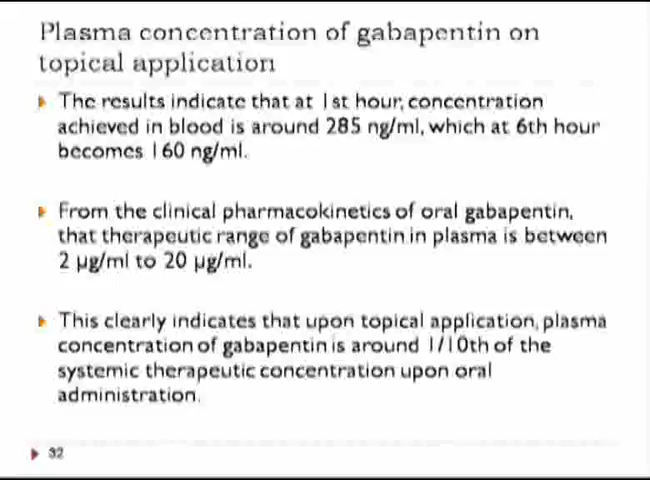 Plasma concentration of gabapentin on
topical application
The results indicate that at 1st hour, concentration
achieved in blood is around 285 ng/ml, which at 6th hour
becomes 160 ng/ml.
From the clinical pharmacokinetics of oral gabapentin,
that therapeutic range of gabapentin in plasma is between
2 µg/ml to 20 µg/ml.
This clearly indicates that upon topical application, plasma
concentration of gabapentin is around 1/10th of the
systemic therapeutic concentration upon oral
administration.
32